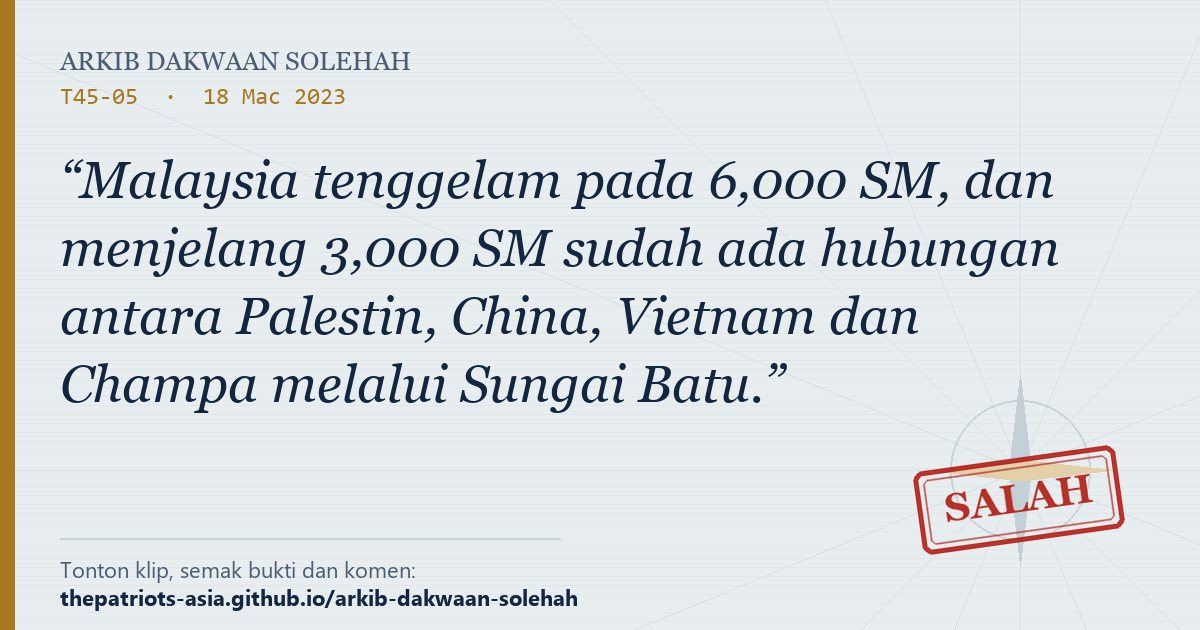 ARKIB DAKWAAN SOLEHAH
T45-05 · 18 Mac 2023
“Malaysia tenggelam pada 6,000 SM, dan
menjelang 3,000 SM sudah ada hubungan
antara Palestin, China, Vietnam dan
Champa melalui Sungai Batu.”
SALAH
Tonton klip, semak bukti dan komen:
thepatriots-asia.github.io/arkib-dakwaan-solehah